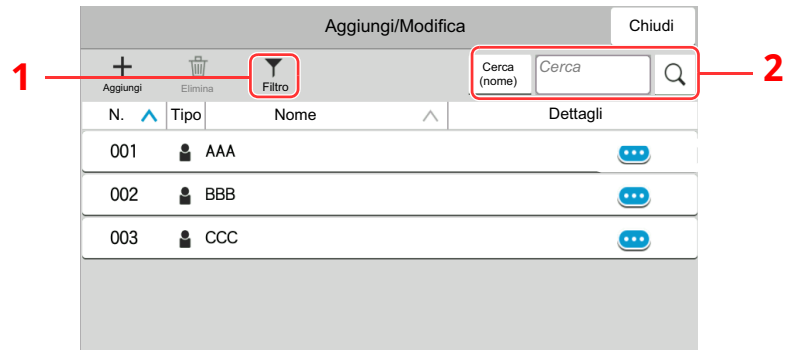 Aggiungi/Modifica Chiudi
1 Aggiungi Elimina Filtro Cerca (nome) Cerca 2
N. Tipo Nome Dettagli
001 AAA
002 BBB
003 CCC